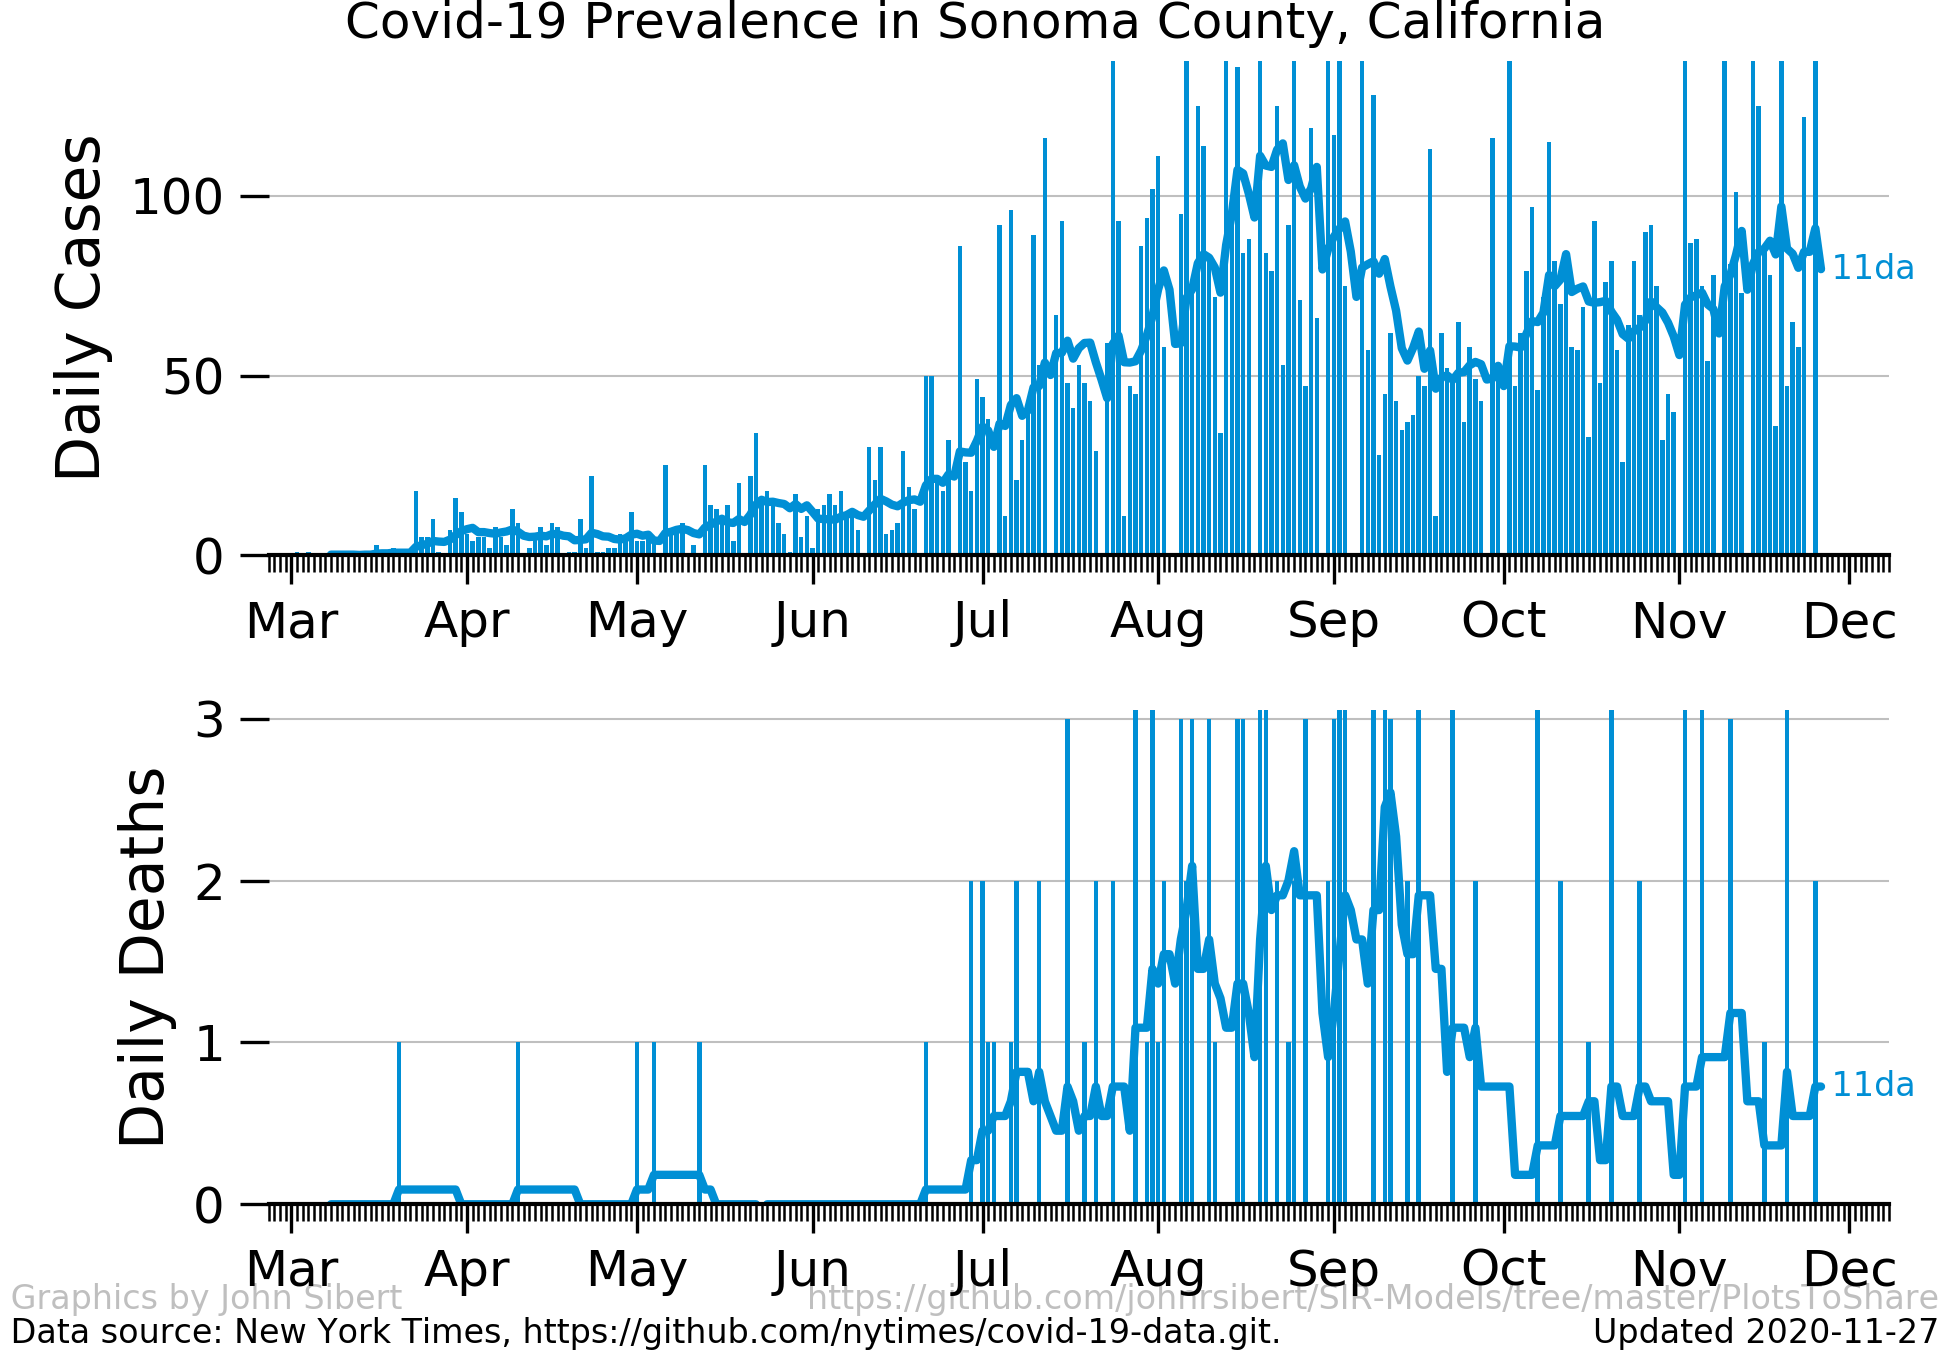 Covid-19 Prevalence in Sonoma County, California
Daily Cases
100
50
0
11da
Mar Apr May Jun Jul Aug Sep Oct Nov Dec
Daily Deaths
3
2
1
0
11da
Mar Apr May Jun Jul Aug Sep Oct Nov Dec
Graphics by John Sibert https://github.com/johnrsibert/SIR-Models/tree/master/PlotsToShare
Data source: New York Times, https://github.com/nytimes/covid-19-data.git. Updated 2020-11-27